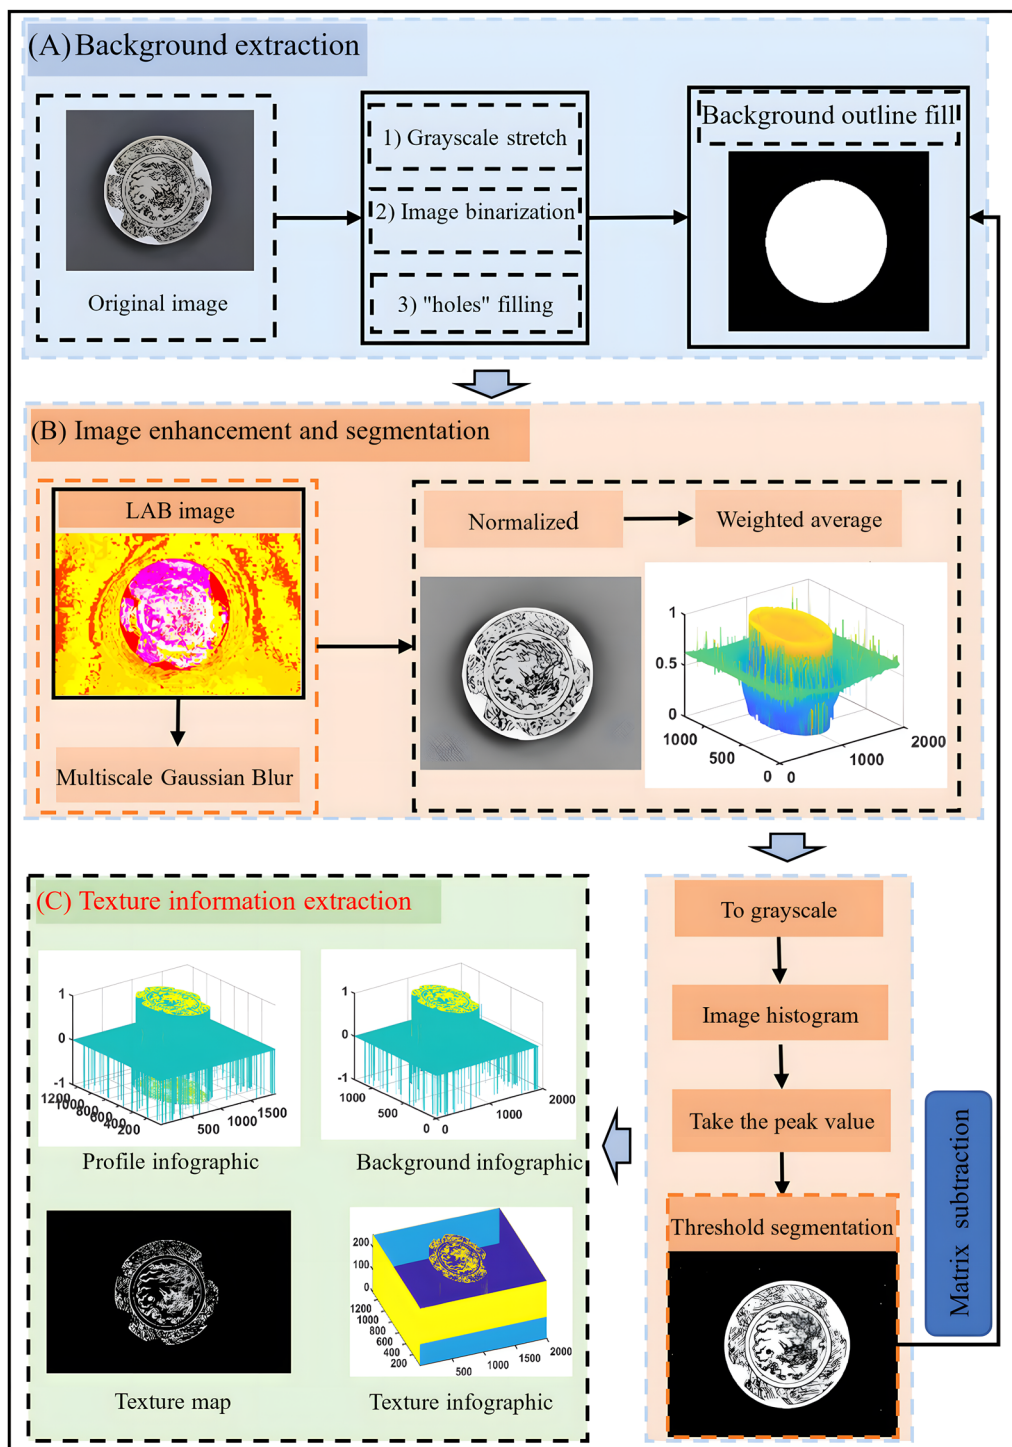 (A) Background extraction
Original image
1) Grayscale stretch
2) Image binarization
3) "holes" filling
Background outline fill
(B) Image enhancement and segmentation
LAB image
Multiscale Gaussian Blur
Normalized
Weighted average
1
0.5
0
1000
500
0
0
1000
2000
To grayscale
Image histogram
Take the peak value
Threshold segmentation
Matrix subtraction
(C) Texture information extraction
1
0
-1
1200
1000
800
600
400
200
500
1000
1500
Profile infographic
1
0
-1
1000
500
0
0
1000
2000
Background infographic
Texture map
200
100
0
1200
1000
800
600
400
200
500
1000
1500
2000
Texture infographic